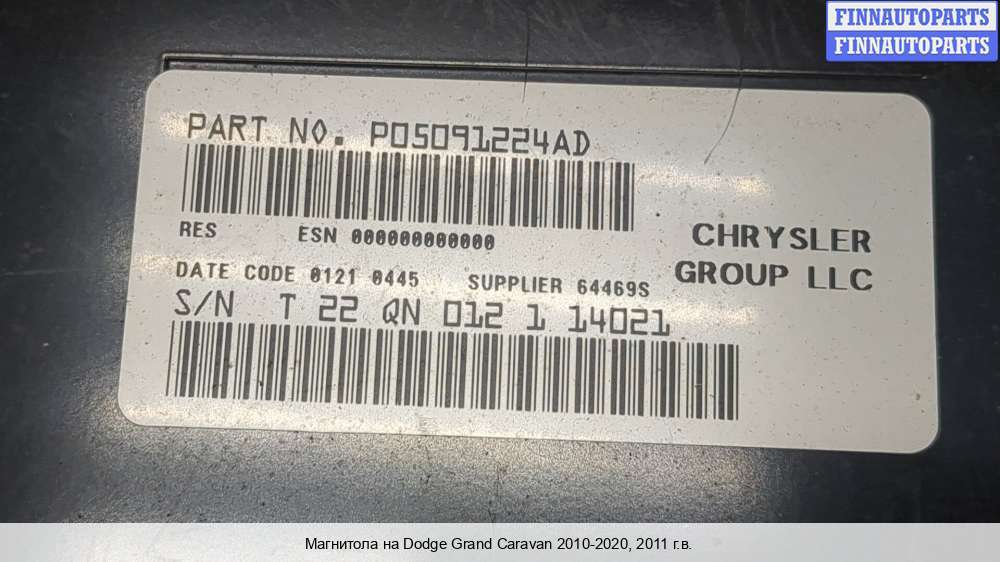 FINNAUTOPARTS
FINNAUTOPARTS
PART NO. P05091224AD
RES ESN 000000000000
CHRYSLER
GROUP LLC
DATE CODE 0121 0445 SUPPLIER 64469S
S/N T 22 QN 012 1 14021
Магнитола на Dodge Grand Caravan 2010-2020, 2011 г.в.